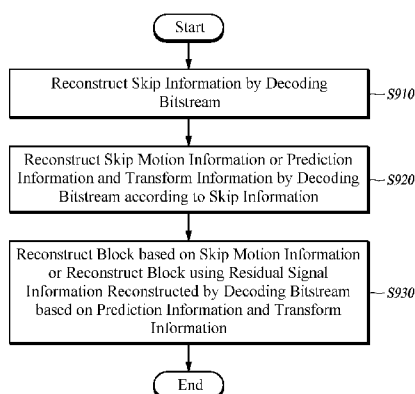 Start
Reconstruct Skip Information by Decoding
Bitstream
S910
Reconstruct Skip Motion Information or Prediction
Information and Transform Information by Decoding
Bitstream according to Skip Information
S920
Reconstruct Block based on Skip Motion Information
or Reconstruct Block using Residual Signal
Information Reconstructed by Decoding Bitstream
based on Prediction Information and Transform
Information
S930
End